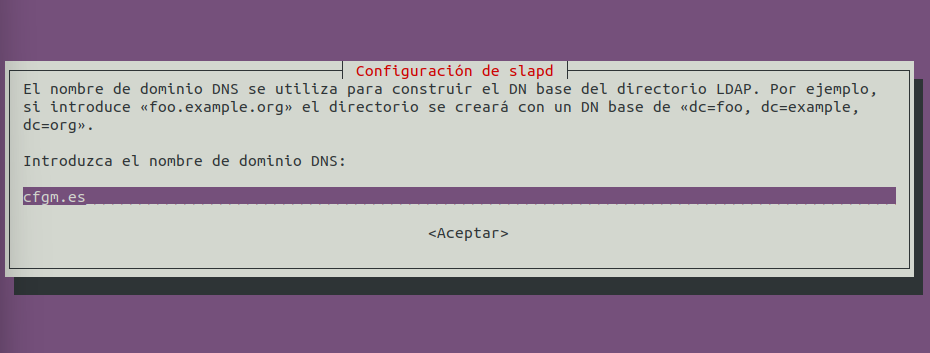 Configuración de slapd
El nombre de dominio DNS se utiliza para construir el DN base del directorio LDAP. Por ejemplo,
si introduce «foo.example.org» el directorio se creará con un DN base de «dc=foo, dc=example,
dc=org».
Introduzca el nombre de dominio DNS:
cfgm.es
<Aceptar>